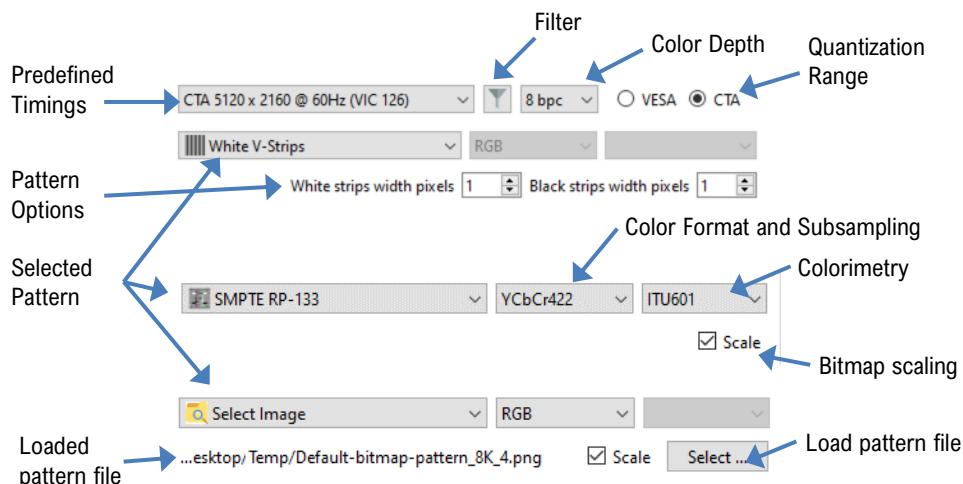 Filter
Color Depth
Quantization
Range
Predefined
Timings
CTA 5120 x 2160 @ 60Hz (VIC 126)
8 bpc
VESA
CTA
White V-Strips
RGB
Pattern
Options
White strips width pixels 1
Black strips width pixels 1
Color Format and Subsampling
Selected
Pattern
Colorimetry
SMPTE RP-133
YCbCr422
ITU601
Scale
Bitmap scaling
Select Image
RGB
Loaded
pattern file
...esktop/Temp/Default-bitmap-pattern_8K_4.png
Scale
Select ...
Load pattern file